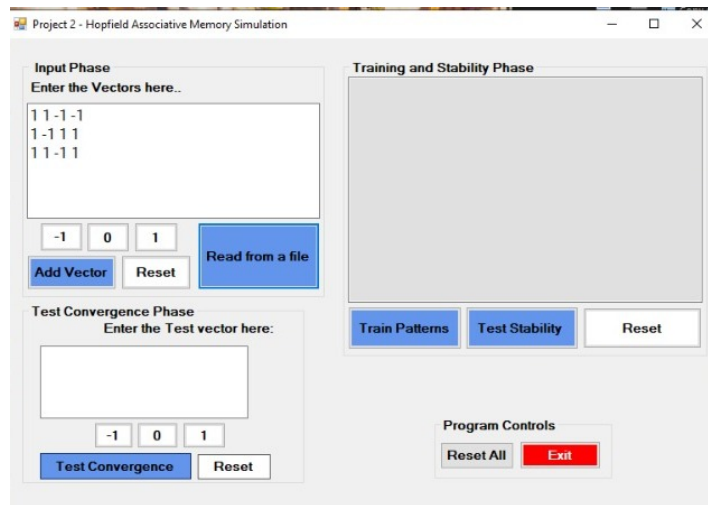 Project 2 - Hopfield Associative Memory Simulation
Input Phase
Enter the Vectors here..
1 1 -1 -1
1 -1 1 1
1 1 -1 1
-1 0 1
Read from a file
Add Vector Reset
Test Convergence Phase
Enter the Test vector here:
-1 0 1
Test Convergence Reset
Training and Stability Phase
Train Patterns Test Stability Reset
Program Controls
Reset All Exit